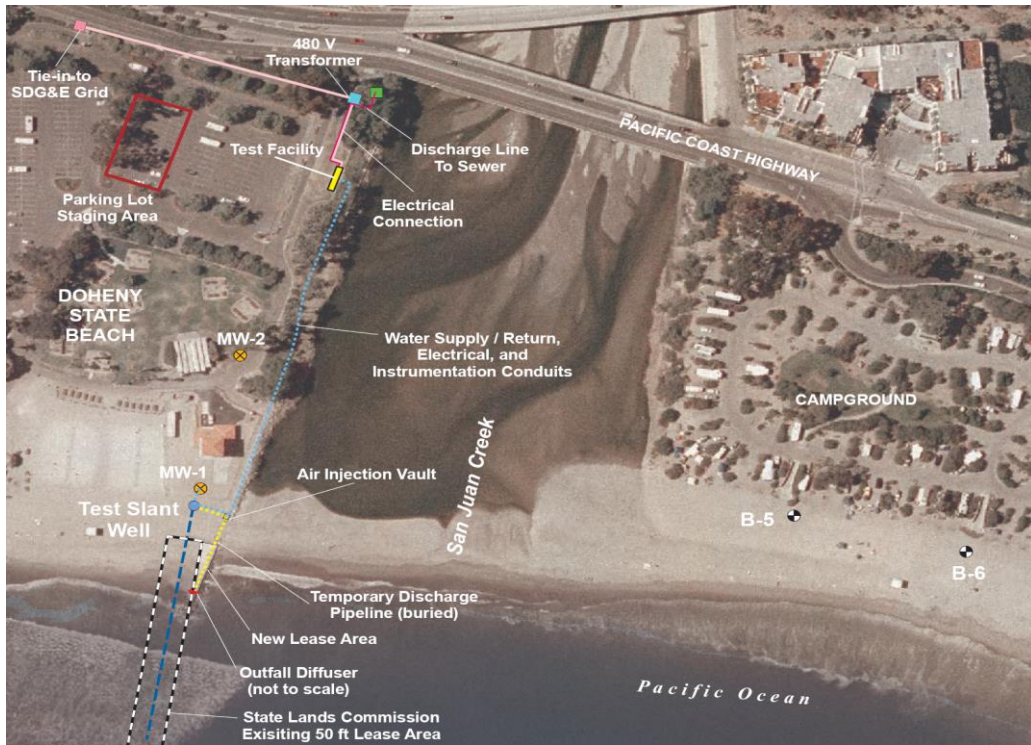 480 V
Transformer
Tie-in to
SDG&E Grid
PACIFIC COAST HIGHWAY
Test Facility
Discharge Line
To Sewer
Parking Lot
Staging Area
Electrical
Connection
DOHENY
STATE
BEACH
MW-2
Water Supply / Return,
Electrical, and
Instrumentation Conduits
CAMPGROUND
MW-1
Air Injection Vault
San Juan Creek
Test Slant
Well
B-5
B-6
Temporary Discharge
Pipeline (buried)
New Lease Area
Outfall Diffuser
(not to scale)
Pacific Ocean
State Lands Commission
Exisiting 50 ft Lease Area